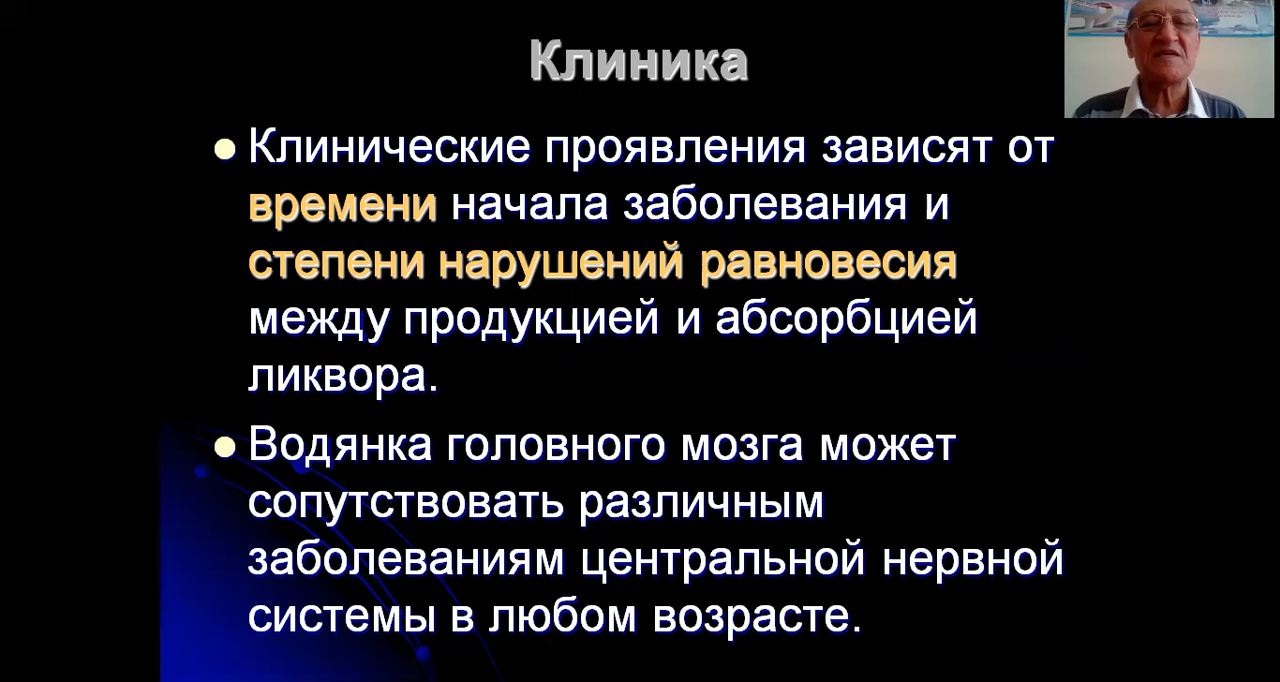 Клиника
Клинические проявления зависят от
времени начала заболевания и
степени нарушений равновесия
между продукцией и абсорбцией
ликвора.
Водянка головного мозга может
сопутствовать различным
заболеваниям центральной нервной
системы в любом возрасте.